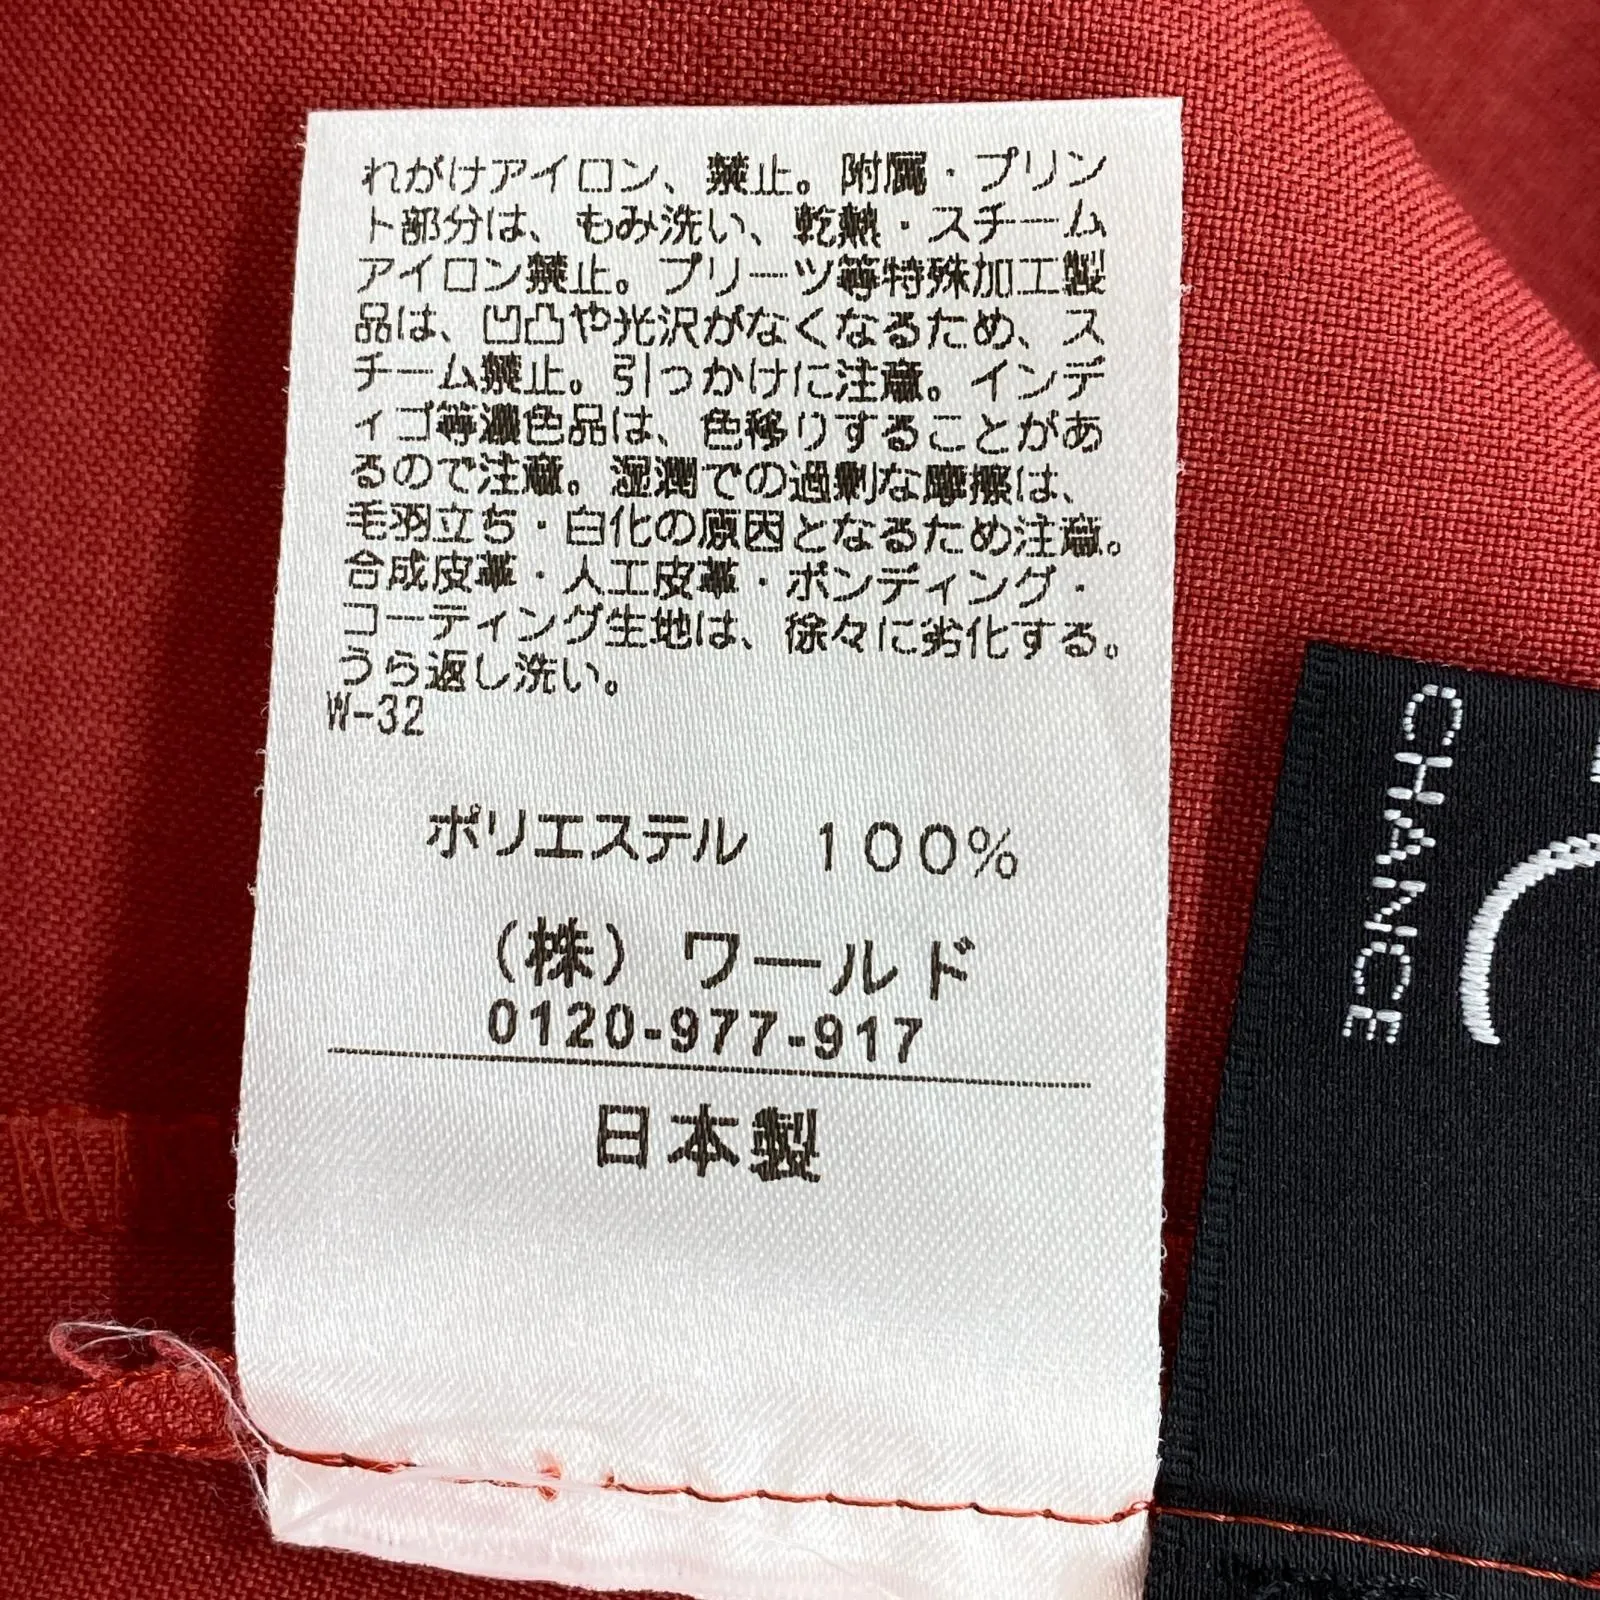 れがけアイロン、禁止。附属・プリン
ト部分は、もみ洗い、乾熱・スチーム
アイロン禁止。プリーツ等特殊加工製
品は、凹凸や光沢がなくなるため、ス
チーム禁止。引っかけに注意。インデ
ィゴ等濃色品は、色移りすることがあ
るので注意。湿潤での過剰な摩擦は、
毛羽立ち・白化の原因となるため注意。
合成皮革・人工皮革・ボンディング・
コーティング生地は、徐々に劣化する。
うら返し洗い。
W-32
ポリエステル 100%
(株) ワールド
0120-977-917
日本製
CHANCE